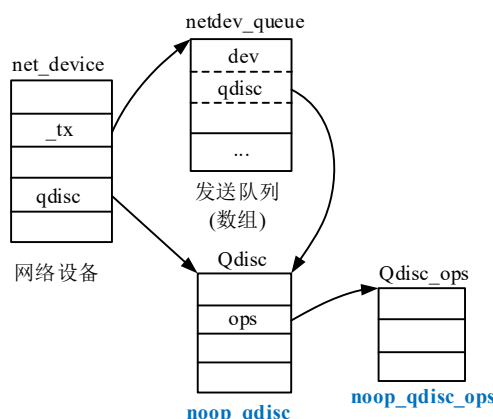 netdev_queue
net_device
dev
qdisc
_tx
...
qdisc
发送队列
(数组)
网络设备
Qdisc
Qdisc_ops
ops
noop_qdisc
noop_qdisc_ops